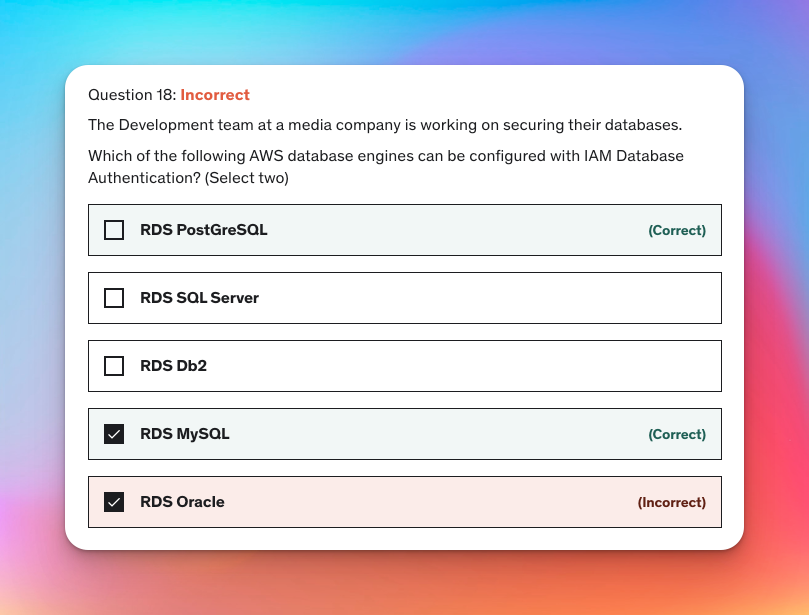 Question 18: Incorrect
The Development team at a media company is working on securing their databases.
Which of the following AWS database engines can be configured with IAM Database
Authentication? (Select two)
RDS PostGreSQL (Correct)
RDS SQL Server
RDS Db2
RDS MySQL (Correct)
RDS Oracle (Incorrect)